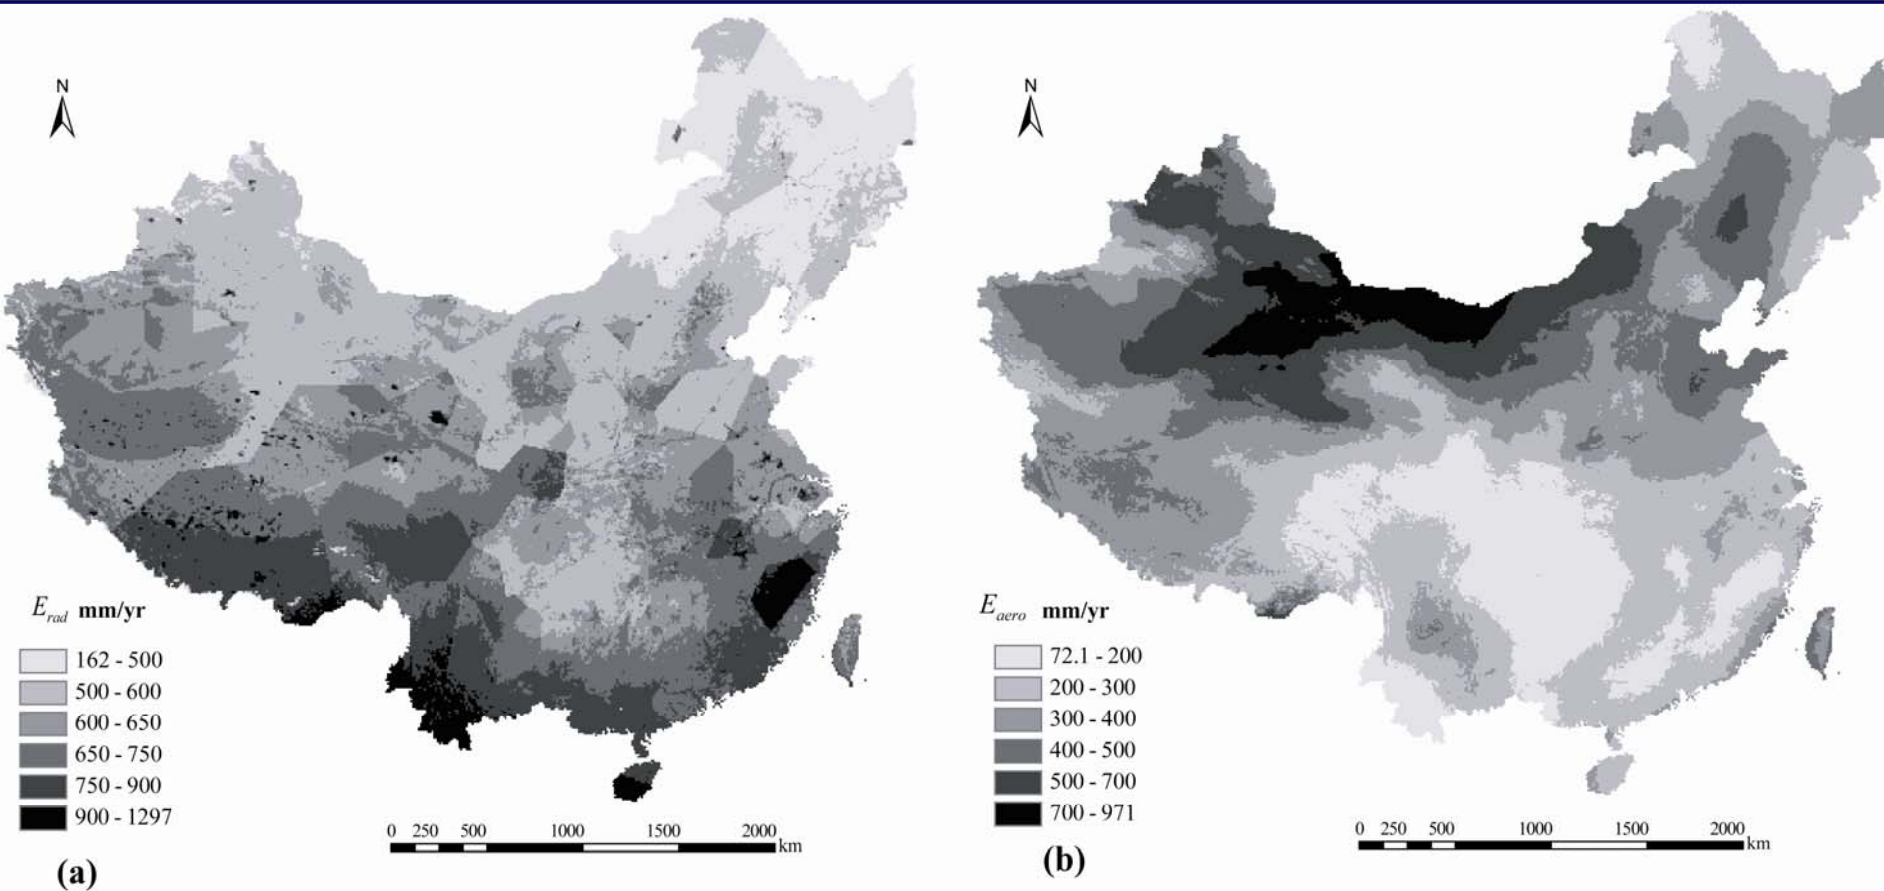 N
E_rad mm/yr
162 - 500
500 - 600
600 - 650
650 - 750
750 - 900
900 - 1297
0 250 500 1000 1500 2000 km
(a)
N
E_aero mm/yr
72.1 - 200
200 - 300
300 - 400
400 - 500
500 - 700
700 - 971
0 250 500 1000 1500 2000 km
(b)